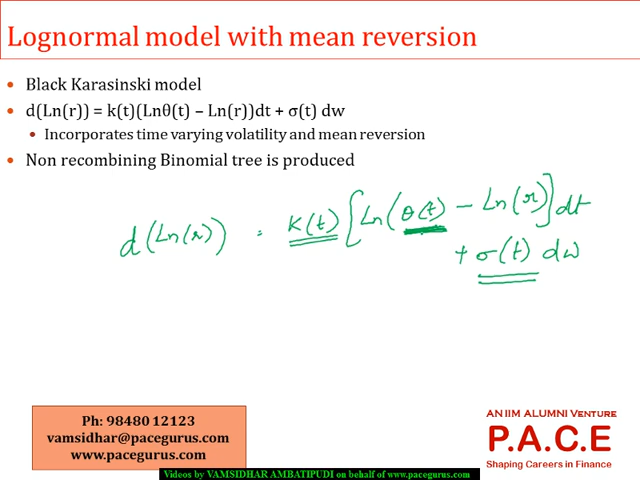 Lognormal model with mean reversion
• Black Karasinski model
• d(Ln(r)) = k(t)(Lnθ(t) – Ln(r))dt + σ(t) dw
• Incorporates time varying volatility and mean reversion
• Non recombining Binomial tree is produced
d(Ln(r)) = K(t) [Ln(θ(t) – Ln(r)] dt
+ σ(t) dw
Ph: 98480 12123
vamsidhar@pacegurus.com
www.pacegurus.com
AN IIM ALUMNI VENTURE
P.A.C.E
Shaping Careers in Finance
Videos by VAMSIDHAR AMBATIPUDI on behalf of www.pacegurus.com